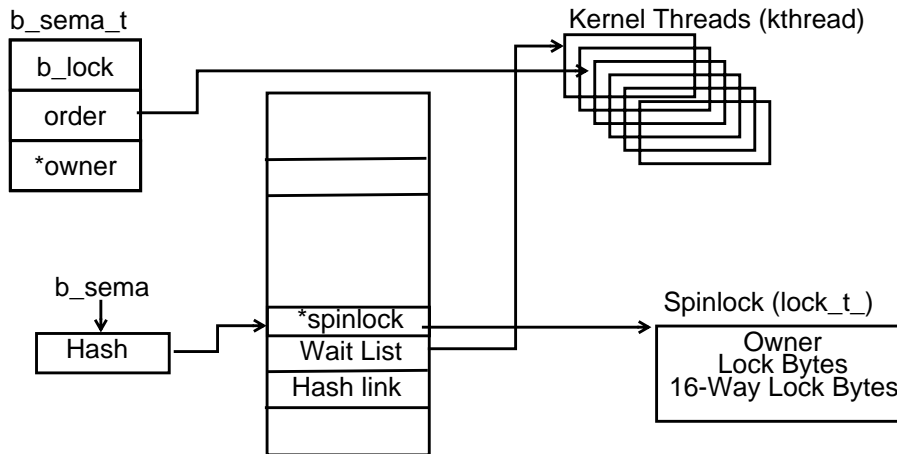 b_sema_t
b_lock
order
*owner
Kernel Threads (kthread)
b_sema
Hash
*spinlock
Wait List
Hash link
Spinlock (lock_t_)
Owner
Lock Bytes
16-Way Lock Bytes